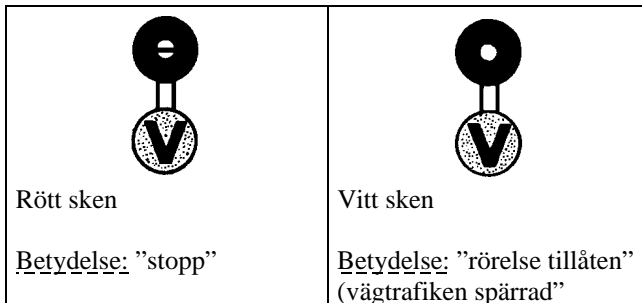 V
V
Rött sken
Vitt sken
Betydelse: ”stopp”
Betydelse: ”rörelse tillåten”
(vägtrafiken spärrad”